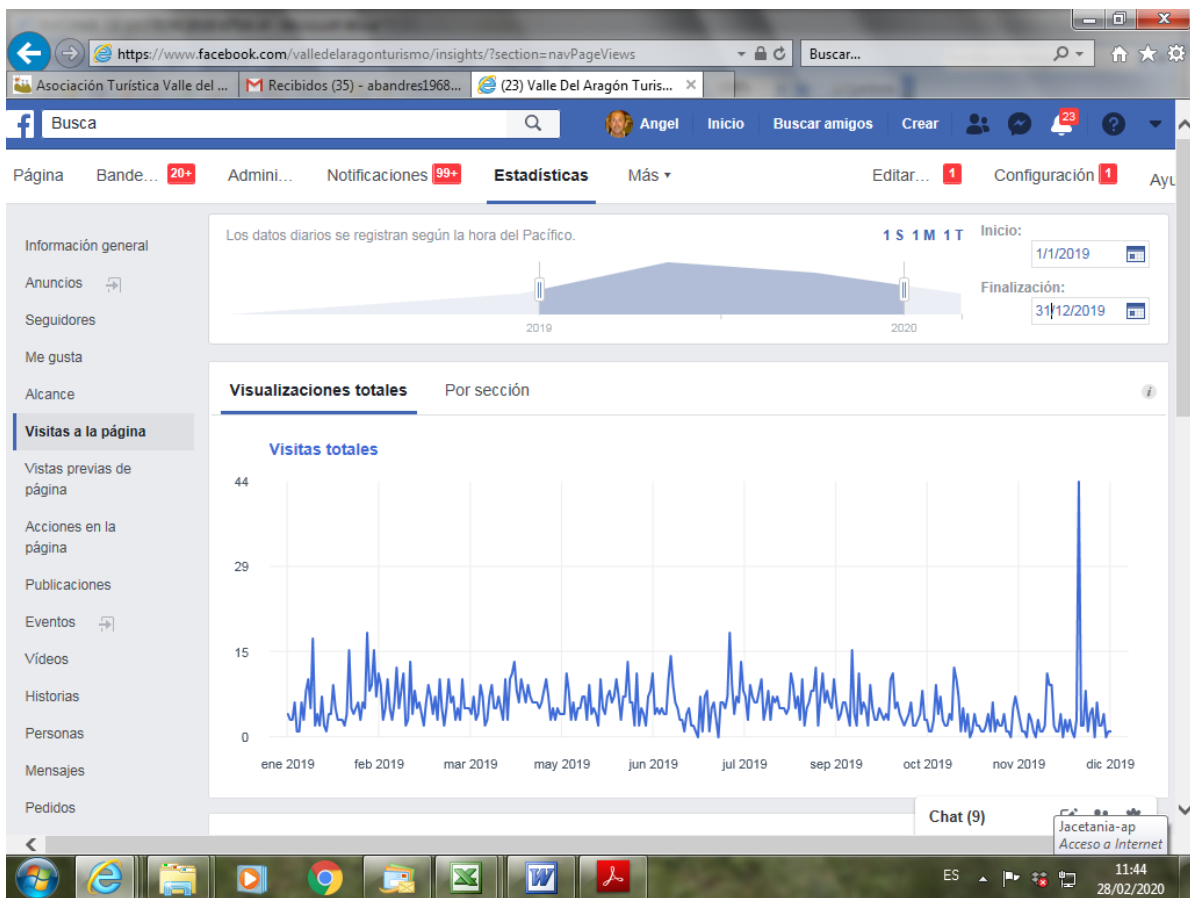 https://www.facebook.com/valledelaragonturismo/insights/?section=navPageViews
Buscar...
Asociación Turística Valle del ...
Recibidos (35) - abandres1968...
(23) Valle Del Aragón Turis...
Busca
Angel Inicio Buscar amigos Crear 23
Página Bande... 20+ Admini... Notificaciones 99+ Estadísticas Más Editar... 1 Configuración 1 Ayu
Información general
Anuncios
Seguidores
Me gusta
Alcance
Visitas a la página
Vistas previas de
página
Acciones en la
página
Publicaciones
Eventos
Vídeos
Historias
Personas
Mensajes
Pedidos
Los datos diarios se registran según la hora del Pacífico.
1 S 1 M 1 T
Inicio:
1/1/2019
Finalización:
31/12/2019
2019 2020
Visualizaciones totales Por sección
Visitas totales
44
29
15
0
ene 2019 feb 2019 mar 2019 may 2019 jun 2019 jul 2019 sep 2019 oct 2019 nov 2019 dic 2019
Chat (9)
Jacetania-ap
Acceso a Internet
ES
11:44
28/02/2020